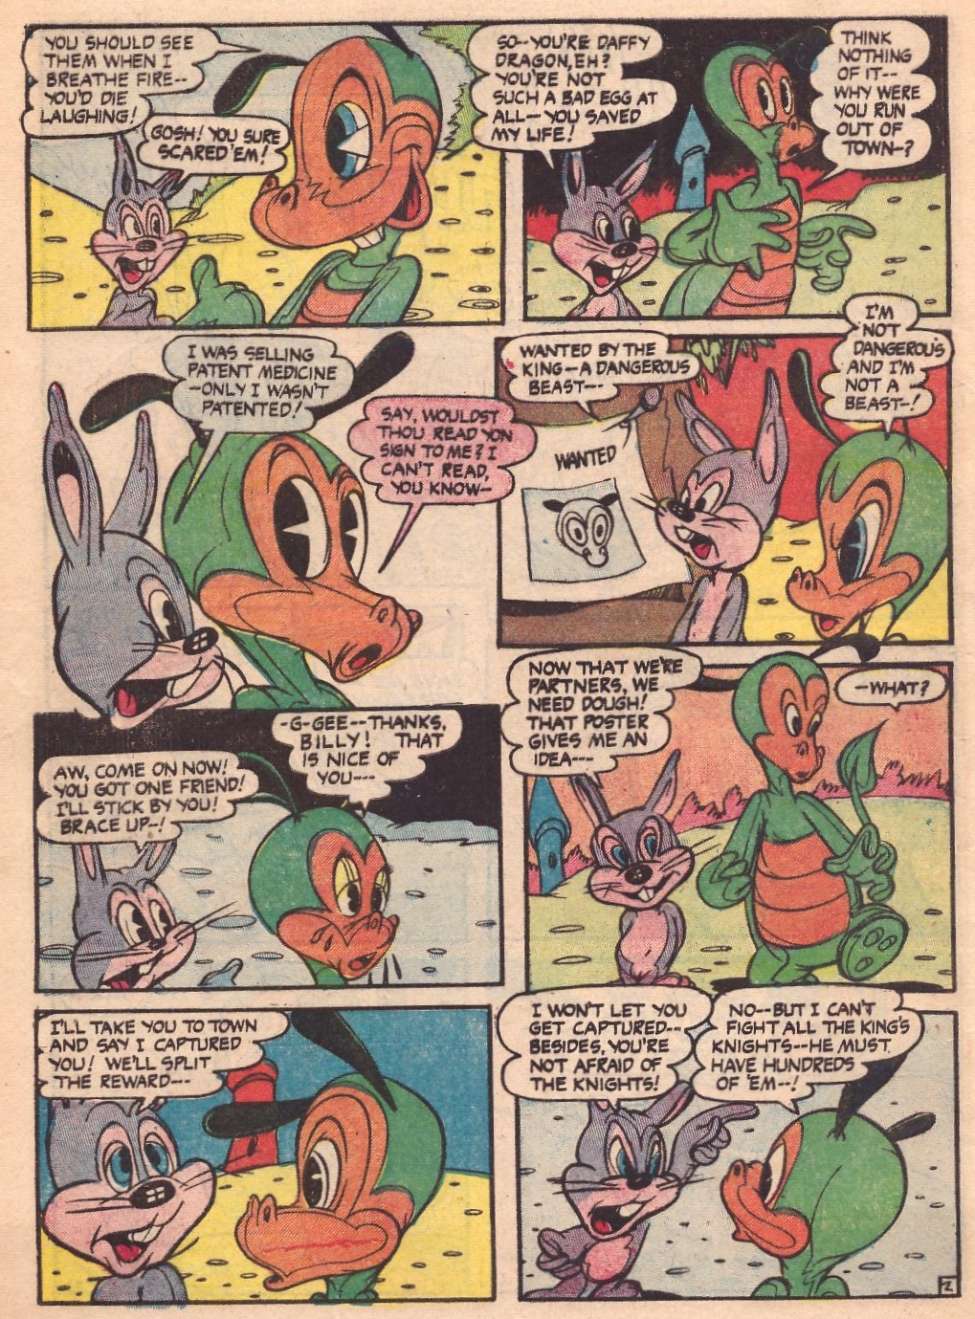 YOU SHOULD SEE
THEM WHEN I
BREATHE FIRE--
YOU'D DIE
LAUGHING!
GOSH! YOU SURE
SCARED 'EM!
SO--YOU'RE DAFFY
DRAGON, EH?
YOU'RE NOT
SUCH A BAD EGG AT
ALL--YOU SAVED
MY LIFE!
THINK
NOTHING
OF IT--
WHY WERE
YOU RUN
OUT OF
TOWN--?
I WAS SELLING
PATENT MEDICINE
--ONLY I WASN'T
PATENTED!
SAY, WOULDST
THOU READ YON
SIGN TO ME? I
CAN'T READ,
YOU KNOW--
WANTED BY THE
KING--A DANGEROUS
BEAST--
WANTED
I'M
NOT
DANGEROUS
AND I'M
NOT A
BEAST--!
AW, COME ON NOW!
YOU GOT ONE FRIEND!
I'LL STICK BY YOU!
BRACE UP--!
-G-GEE--THANKS,
BILLY! THAT
IS NICE OF
YOU---
NOW THAT WE'RE
PARTNERS, WE
NEED DOUGH!
THAT POSTER
GIVES ME AN
IDEA---
-WHAT?
I'LL TAKE YOU TO TOWN
AND SAY I CAPTURED
YOU! WE'LL SPLIT
THE REWARD---
I WON'T LET YOU
GET CAPTURED--
BESIDES, YOU'RE
NOT AFRAID OF
THE KNIGHTS!
NO--BUT I CAN'T
FIGHT ALL THE KING'S
KNIGHTS--HE MUST
HAVE HUNDREDS
OF 'EM--!
2